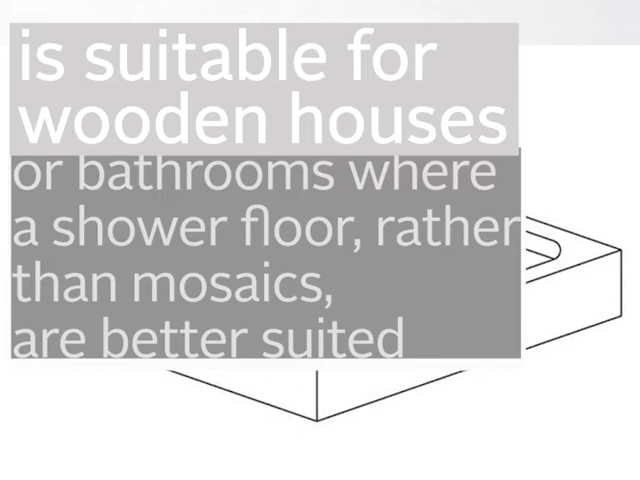 is suitable for
wooden houses
or bathrooms where
a shower floor, rather
than mosaics,
are better suited